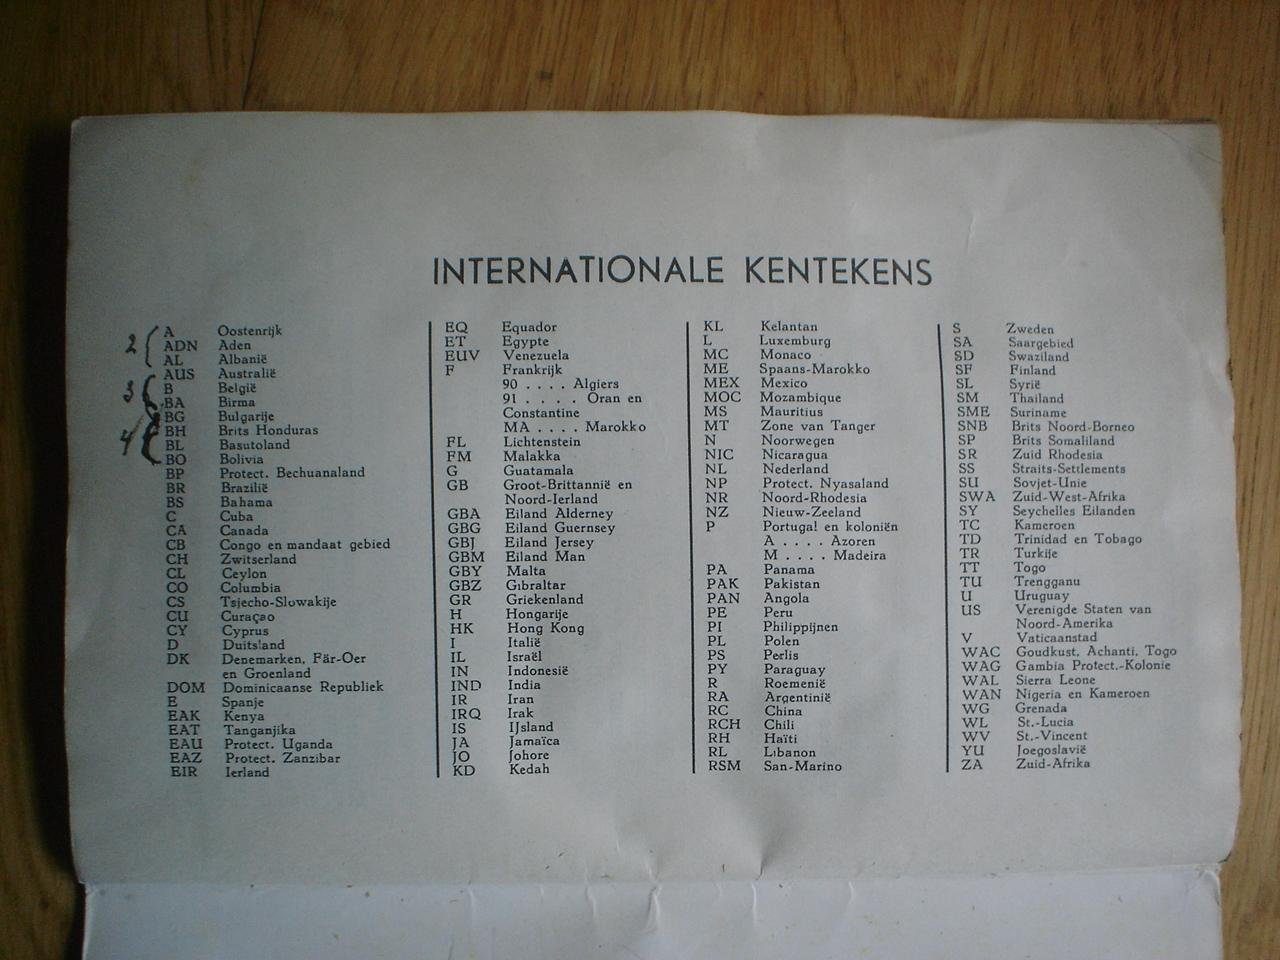 INTERNATIONALE KENTEKENS
2
3
4
A Oostenrijk
ADN Aden
AL Albanië
AUS Australië
B België
BA Birma
BG Bulgarije
BH Brits Honduras
BL Basutoland
BO Bolivia
BP Protect. Bechuanaland
BR Brazilië
BS Bahama
C Cuba
CA Canada
CB Congo en mandaat gebied
CH Zwitserland
CL Ceylon
CO Columbia
CS Tsjecho-Slowakije
CU Curaçao
CY Cyprus
D Duitsland
DK Denemarken, Fär-Oer
en Groenland
DOM Dominicaanse Republiek
E Spanje
EAK Kenya
EAT Tanganjika
EAU Protect. Uganda
EAZ Protect. Zanzibar
EIR Ierland
EQ Equador
ET Egypte
EUV Venezuela
F Frankrijk
90 .... Algiers
91 .... Oran en
Constantine
MA .... Marokko
FL Lichtenstein
FM Malakka
G Guatamala
GB Groot-Brittannië en
Noord-Ierland
GBA Eiland Alderney
GBG Eiland Guernsey
GBJ Eiland Jersey
GBM Eiland Man
GBY Malta
GBZ Gibraltar
GR Griekenland
H Hongarije
HK Hong Kong
I Italië
IL Israël
IN Indonesië
IND India
IR Iran
IRQ Irak
IS IJsland
JA Jamaïca
JO Johore
KD Kedah
KL Kelantan
L Luxemburg
MC Monaco
ME Spaans-Marokko
MEX Mexico
MOC Mozambique
MS Mauritius
MT Zone van Tanger
N Noorwegen
NIC Nicaragua
NL Nederland
NP Protect. Nyasaland
NR Noord-Rhodesia
NZ Nieuw-Zeeland
P Portugal en koloniën
A .... Azoren
M .... Madeira
PA Panama
PAK Pakistan
PAN Angola
PE Peru
PI Philippijnen
PL Polen
PS Perlis
PY Paraguay
R Roemenië
RA Argentinië
RC China
RCH Chili
RH Haïti
RL Libanon
RSM San-Marino
S Zweden
SA Saargebied
SD Swaziland
SF Finland
SL Syrië
SM Thailand
SME Suriname
SNB Brits Noord-Borneo
SP Brits Somaliland
SR Zuid Rhodesia
SS Straits-Settlements
SU Sovjet-Unie
SWA Zuid-West-Afrika
SY Seychelles Eilanden
TC Kameroen
TD Trinidad en Tobago
TR Turkije
TT Togo
TU Trengganu
U Uruguay
US Verenigde Staten van
Noord-Amerika
V Vaticaanstad
WAC Goudkust, Achanti, Togo
WAG Gambia Protect.-Kolonie
WAL Sierra Leone
WAN Nigeria en Kameroen
WG Grenada
WL St.-Lucia
WV St.-Vincent
YU Joegoslavië
ZA Zuid-Afrika